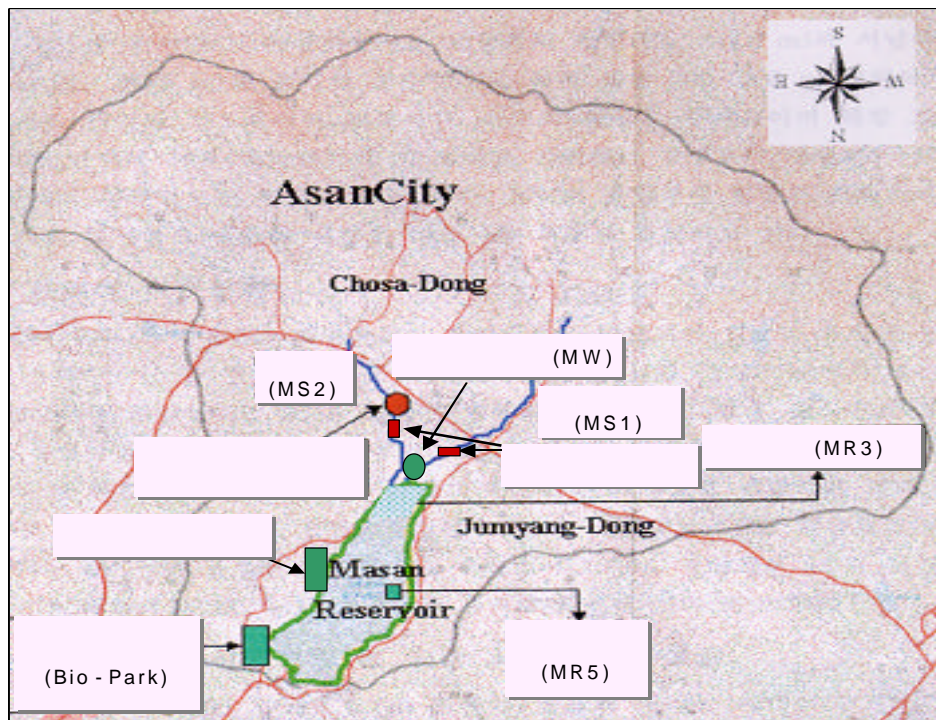 S
E W
N
AsanCity
Chosa-Dong
(MW)
(MS2)
(MS1)
(MR3)
Jumyang-Dong
Masan
Reservoir
(Bio-Park)
(MR5)